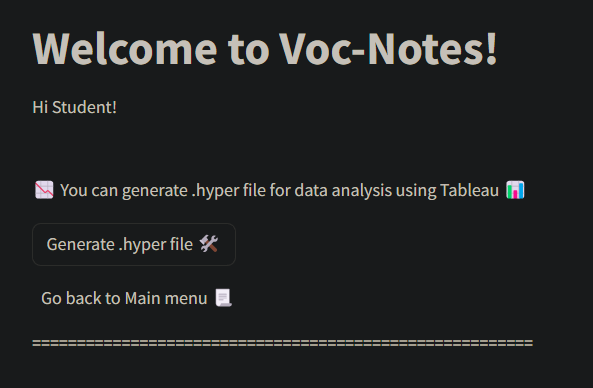 Welcome to Voc-Notes!
Hi Student!
📉 You can generate .hyper file for data analysis using Tableau 📊
Generate .hyper file 🛠️
Go back to Main menu 📃
=========================================================